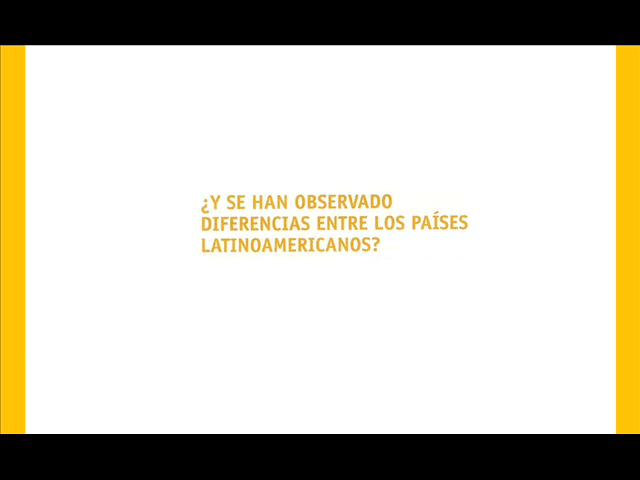 ¿Y SE HAN OBSERVADO
DIFERENCIAS ENTRE LOS PAÍSES
LATINOAMERICANOS?